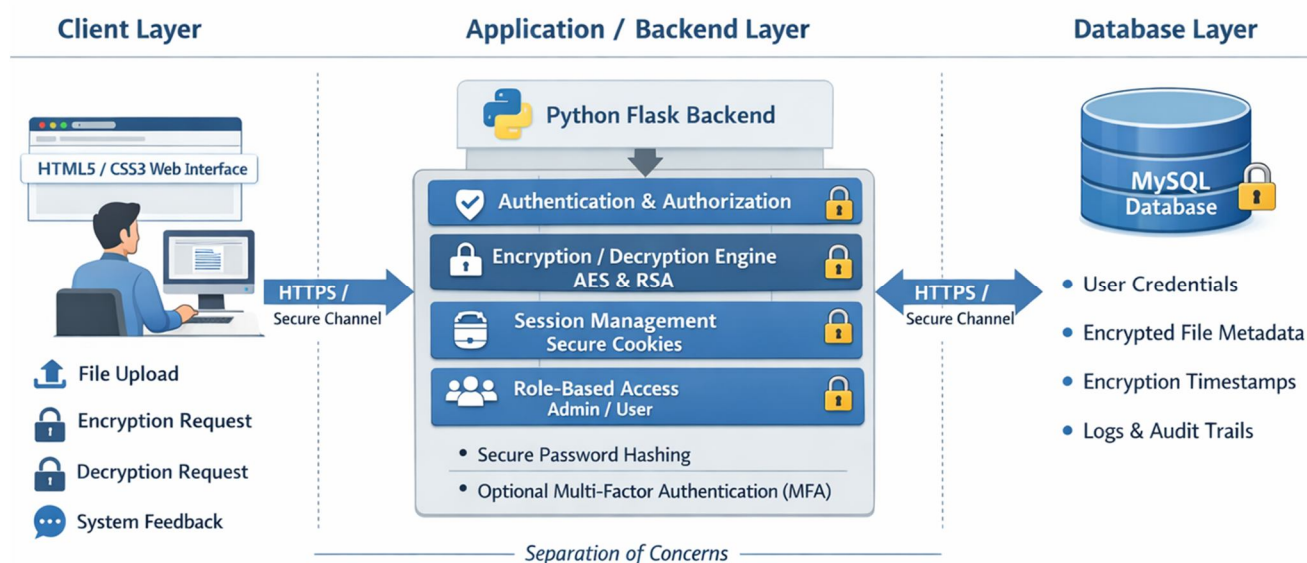 Client Layer
Application / Backend Layer
Database Layer
HTML5 / CSS3 Web Interface
HTTPS /
Secure Channel
File Upload
Encryption Request
Decryption Request
System Feedback
Python Flask Backend
Authentication & Authorization
Encryption / Decryption Engine
AES & RSA
Session Management
Secure Cookies
Role-Based Access
Admin / User
• Secure Password Hashing
• Optional Multi-Factor Authentication (MFA)
HTTPS /
Secure Channel
MySQL
Database
• User Credentials
• Encrypted File Metadata
• Encryption Timestamps
• Logs & Audit Trails
Separation of Concerns